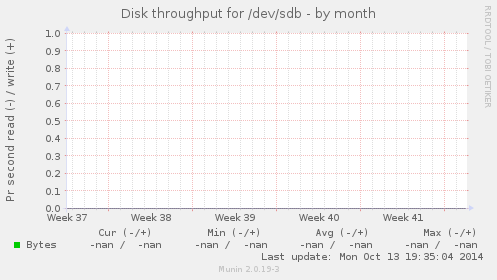 Disk throughput for /dev/sdb - by month
RRDTOOL / TOBI OETIKER
Pr second read (-) / write (+)
1.0
0.9
0.8
0.7
0.6
0.5
0.4
0.3
0.2
0.1
0.0
Week 37 Week 38 Week 39 Week 40 Week 41
Cur (-/+) Min (-/+) Avg (-/+) Max (-/+)
Bytes -nan / -nan -nan / -nan -nan / -nan -nan / -nan
Last update: Mon Oct 13 19:35:04 2014
Munin 2.0.19-3